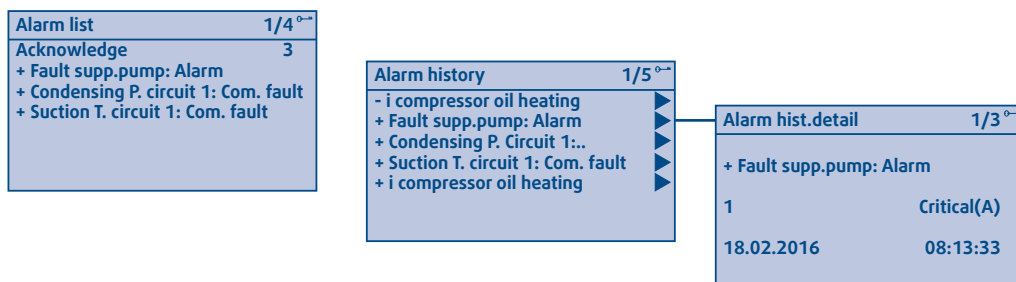 Alarm list 1/4
Acknowledge 3
+ Fault supp.pump: Alarm
+ Condensing P. circuit 1: Com. fault
+ Suction T. circuit 1: Com. fault
Alarm history 1/5
- i compressor oil heating
+ Fault supp.pump: Alarm
+ Condensing P. Circuit 1:..
+ Suction T. circuit 1: Com. fault
+ i compressor oil heating
Alarm hist.detail 1/3
+ Fault supp.pump: Alarm
1 Critical(A)
18.02.2016 08:13:33